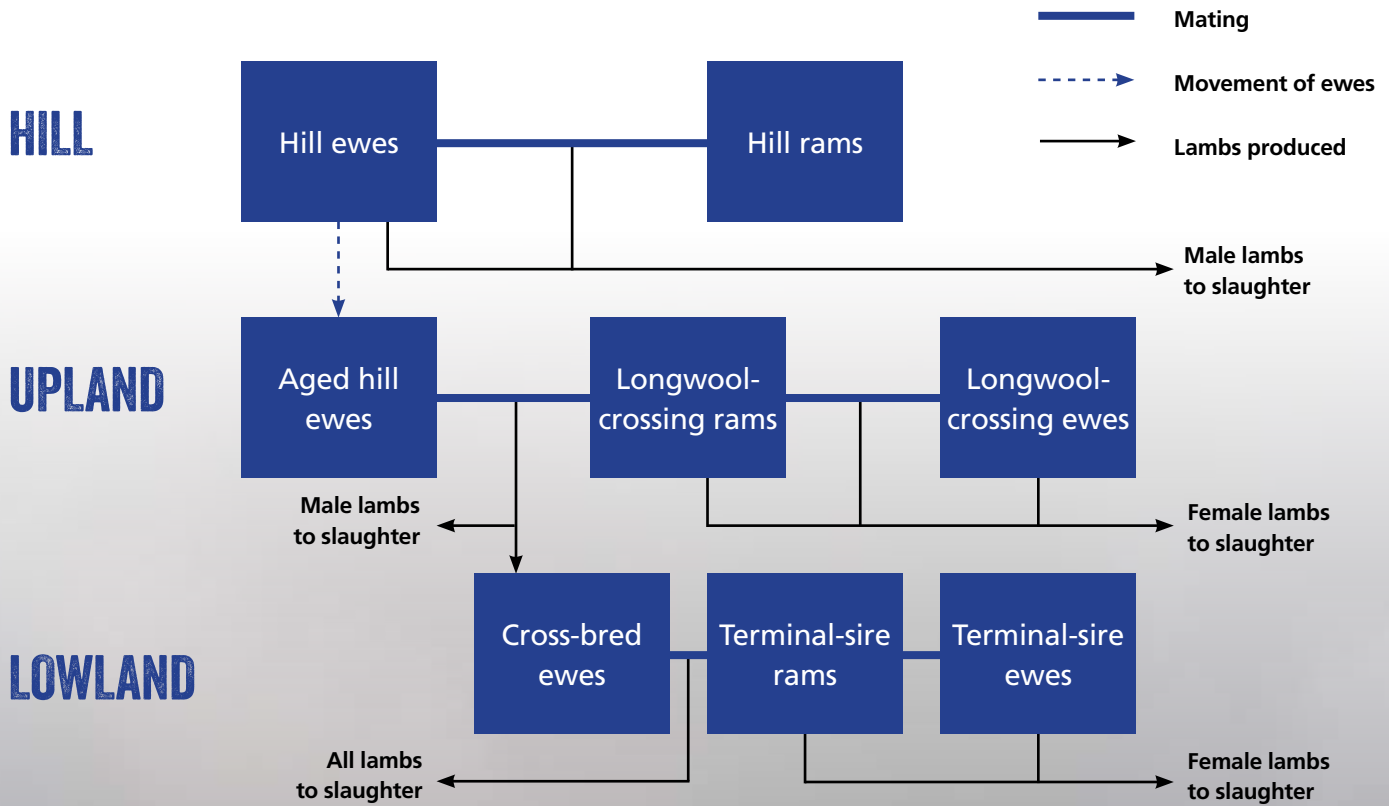 Mating
Movement of ewes
Lambs produced
HILL
Hill ewes
Hill rams
Male lambs
to slaughter
UPLAND
Aged hill
ewes
Longwool-
crossing rams
Longwool-
crossing ewes
Male lambs
to slaughter
Female lambs
to slaughter
LOWLAND
Cross-bred
ewes
Terminal-sire
rams
Terminal-sire
ewes
All lambs
to slaughter
Female lambs
to slaughter